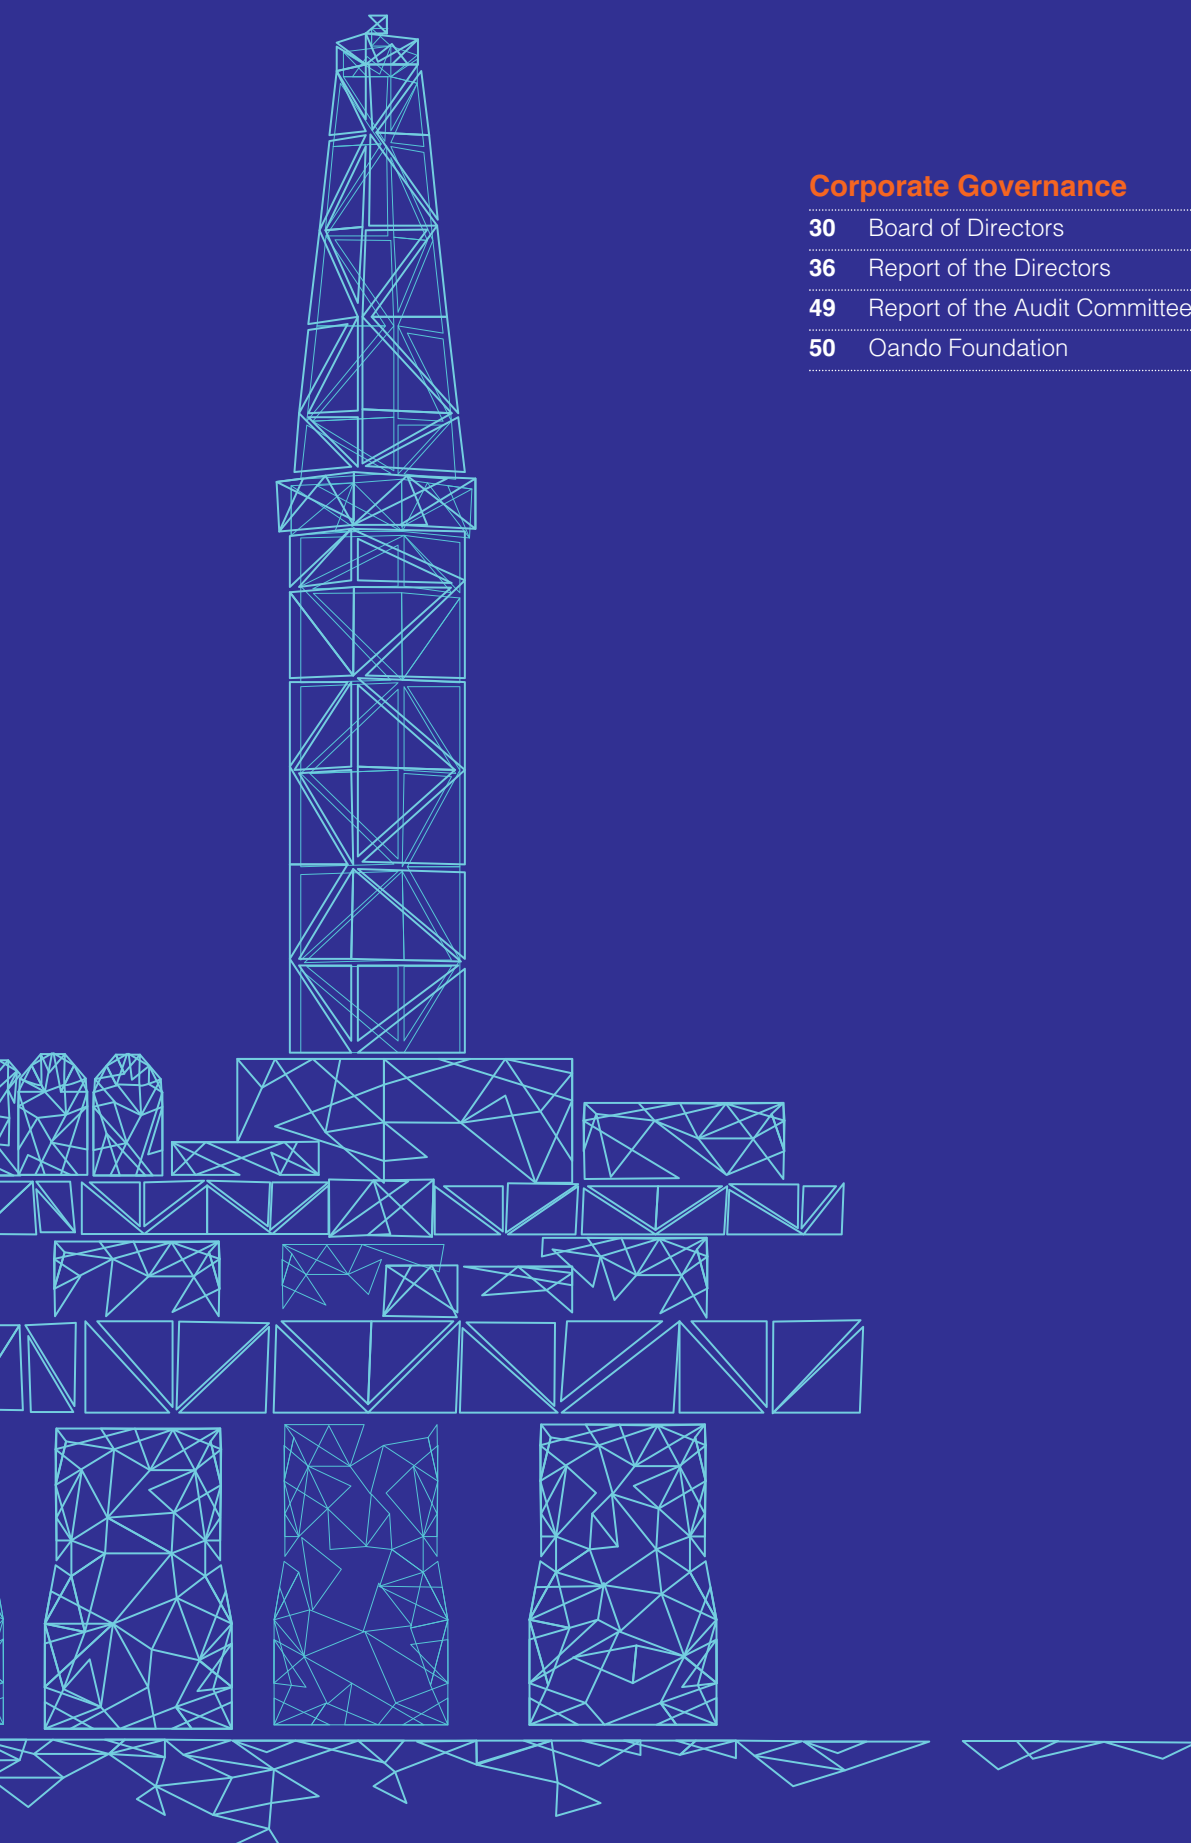 Corporate Governance
30 Board of Directors
36 Report of the Directors
49 Report of the Audit Committee
50 Oando Foundation